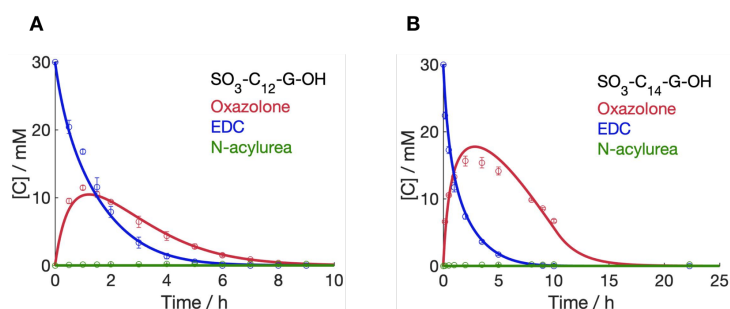 A
30
20
10
0
[C] / mM
SO₃-C₁₂-G-OH
Oxazolone
EDC
N-acylurea
0 2 4 6 8 10
Time / h
B
30
20
10
0
[C] / mM
SO₃-C₁₄-G-OH
Oxazolone
EDC
N-acylurea
0 5 10 15 20 25
Time / h